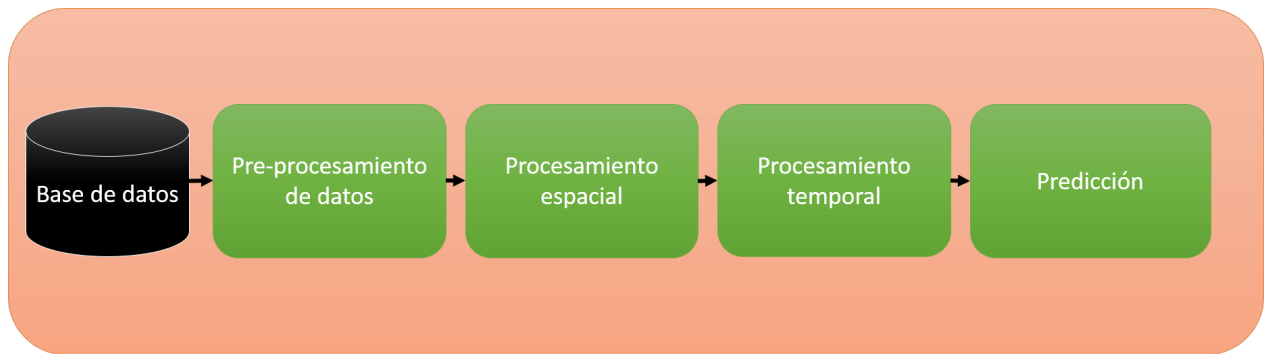 Base de datos
Pre-procesamiento
de datos
Procesamiento
espacial
Procesamiento
temporal
Predicción